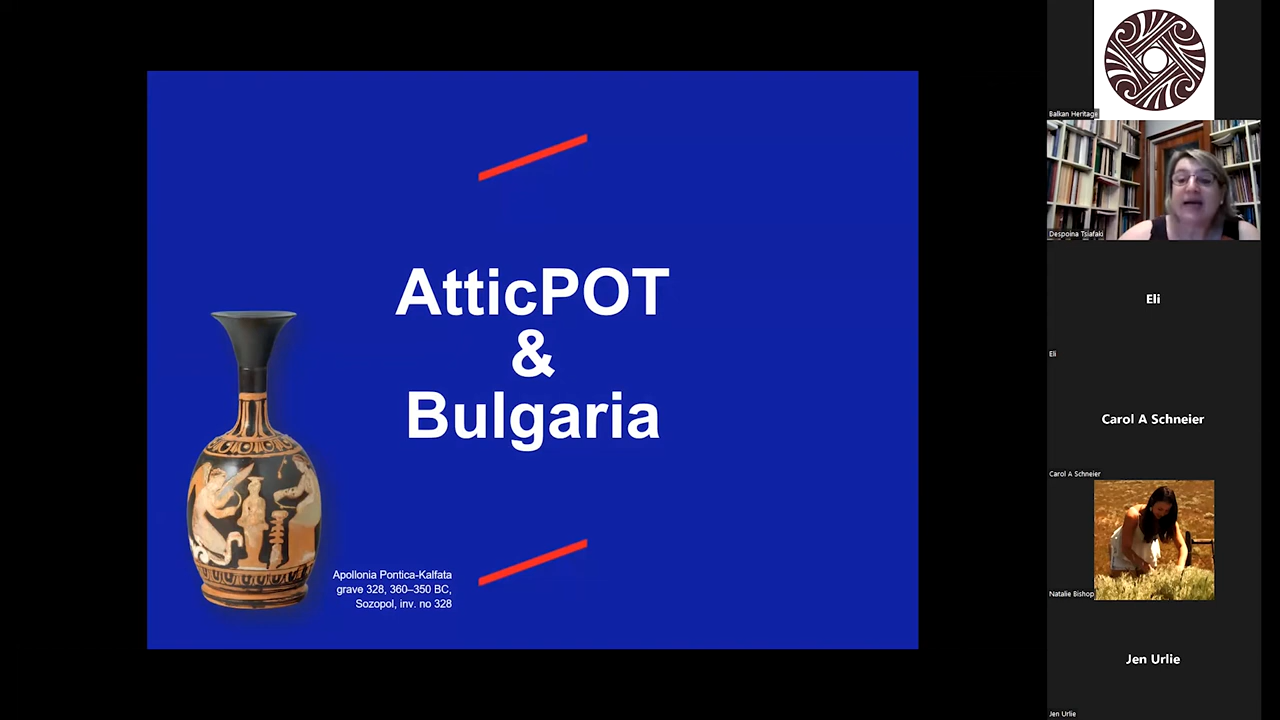 AtticPOT
&
Bulgaria
Apollonia Pontica-Kalfata
grave 328, 360–350 BC,
Sozopol, inv. no 328
Balkan Heritage
Despoina Tsiafaki
Eli
Eli
Carol A Schneier
Carol A Schneier
Natalie Bishop
Jen Urlie
Jen Urlie